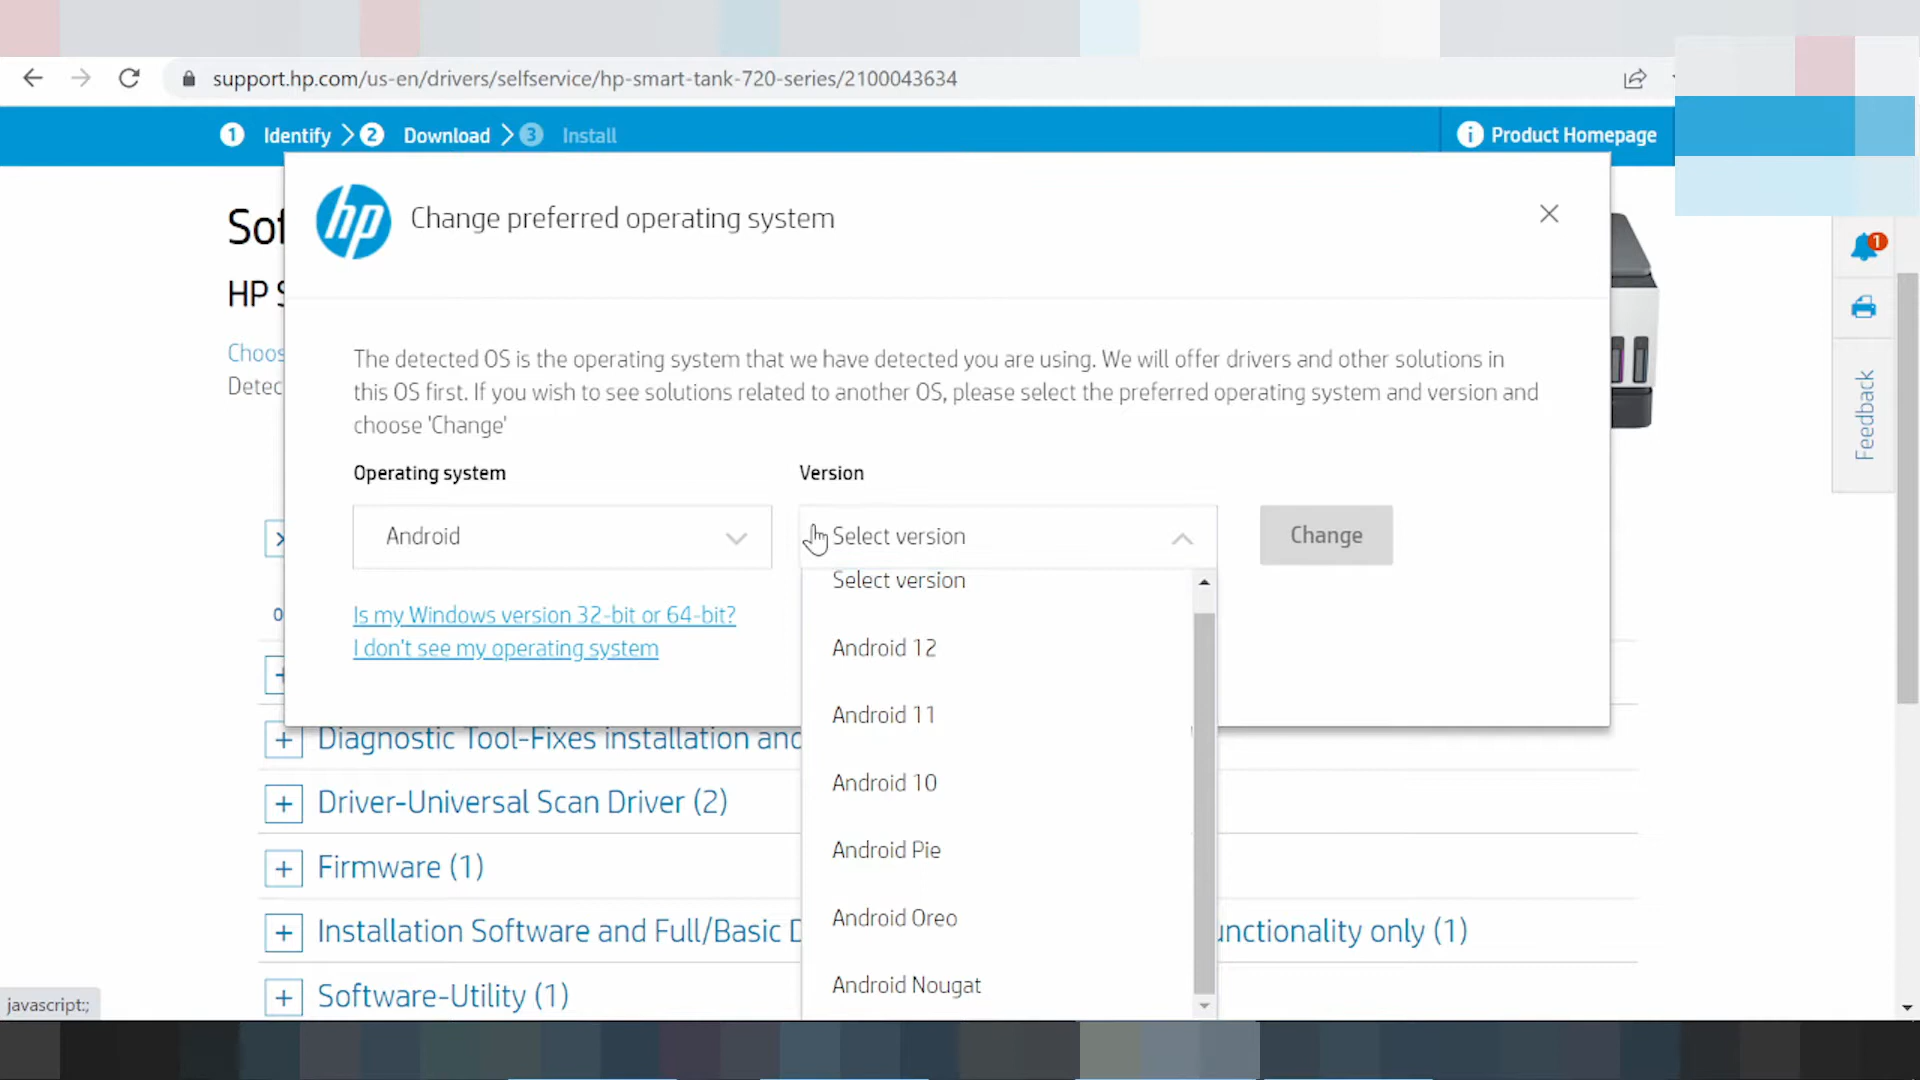 support.hp.com/us-en/drivers/selfservice/hp-smart-tank-720-series/2100043634
1 Identify 2 Download 3 Install
i Product Homepage
Sof
hp Change preferred operating system
1
HP S
Choos
Detec
The detected OS is the operating system that we have detected you are using. We will offer drivers and other solutions in
this OS first. If you wish to see solutions related to another OS, please select the preferred operating system and version and
choose 'Change'
Feedback
Operating system Version
Android Select version Change
Select version
Is my Windows version 32-bit or 64-bit?
I don't see my operating system
Android 12
Android 11
Android 10
Android Pie
Android Oreo
Android Nougat
Diagnostic Tool-Fixes installation and
Driver-Universal Scan Driver (2)
Firmware (1)
Installation Software and Full/Basic D unctionality only (1)
Software-Utility (1)
javascript:;